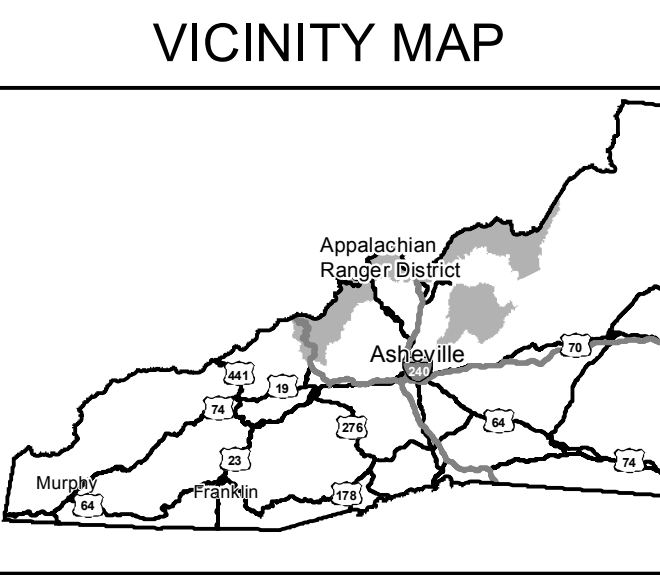 VICINITY MAP
Appalachian
Ranger District
Asheville
70
240
441
19
74
276
64
23
74
Murphy
Franklin
178
64